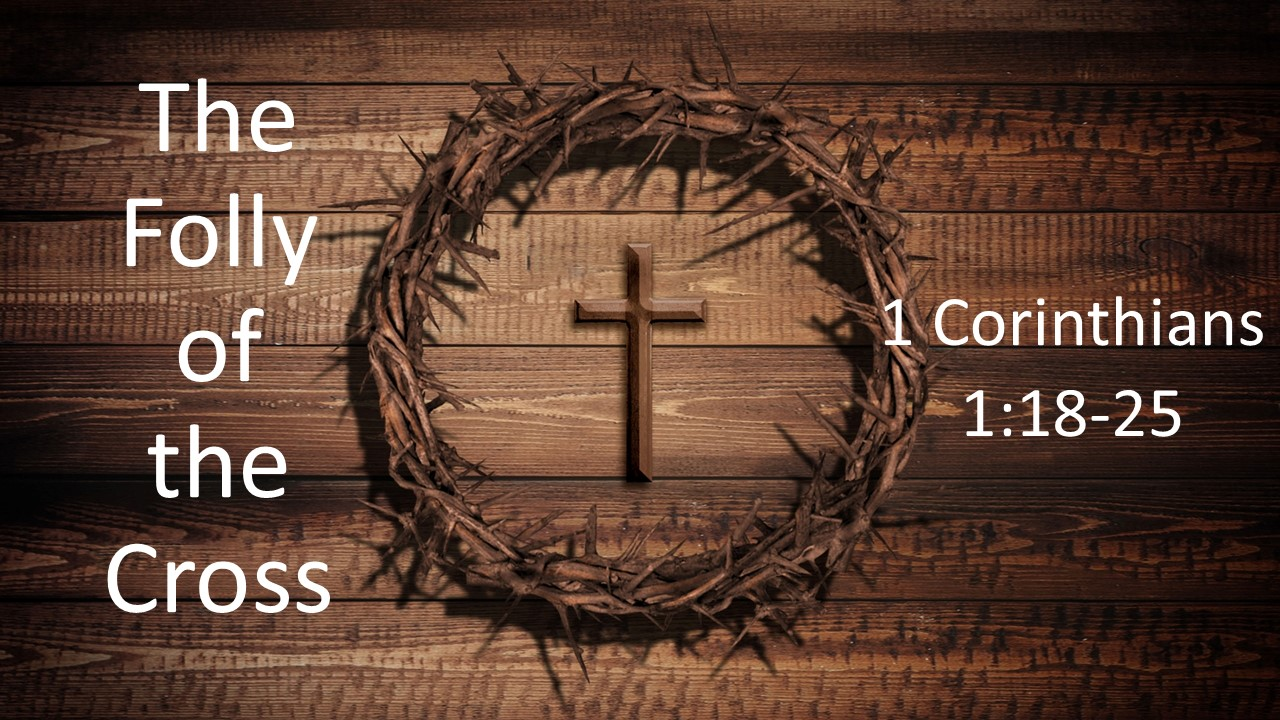 The
Folly
of
the
Cross
1 Corinthians
1:18-25